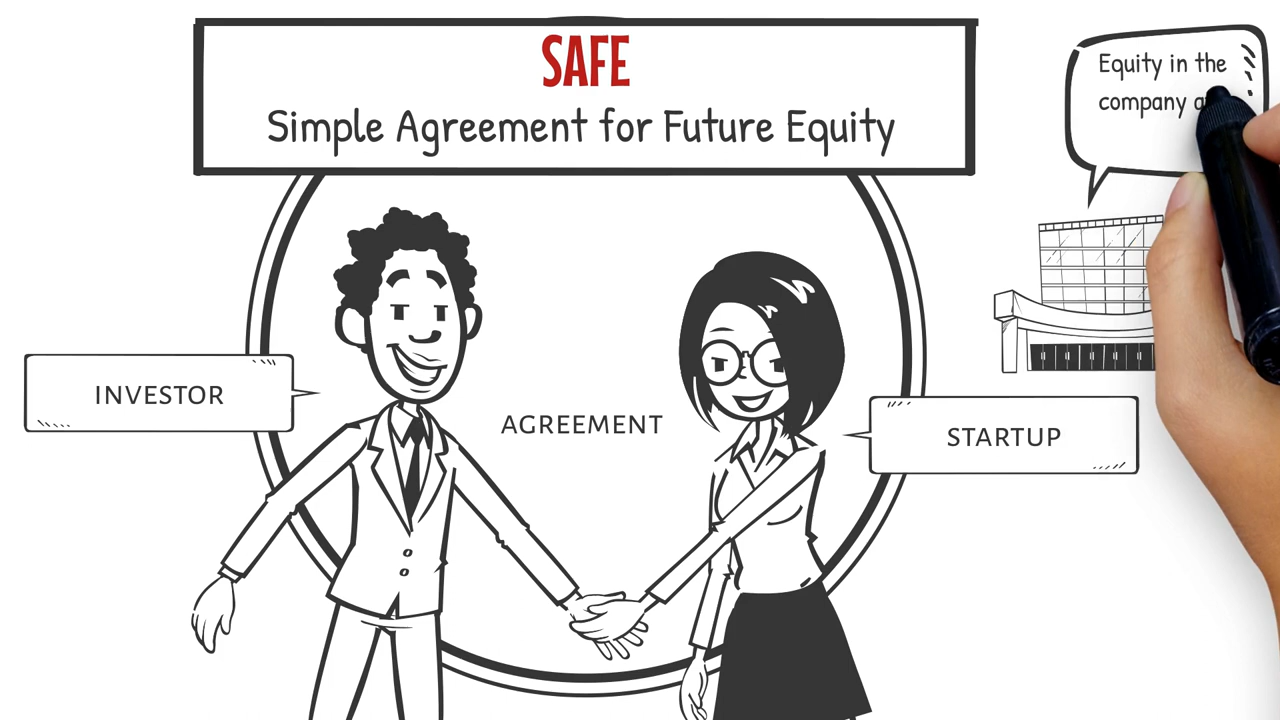 SAFE
Simple Agreement for Future Equity
Equity in the
company
INVESTOR
AGREEMENT
STARTUP